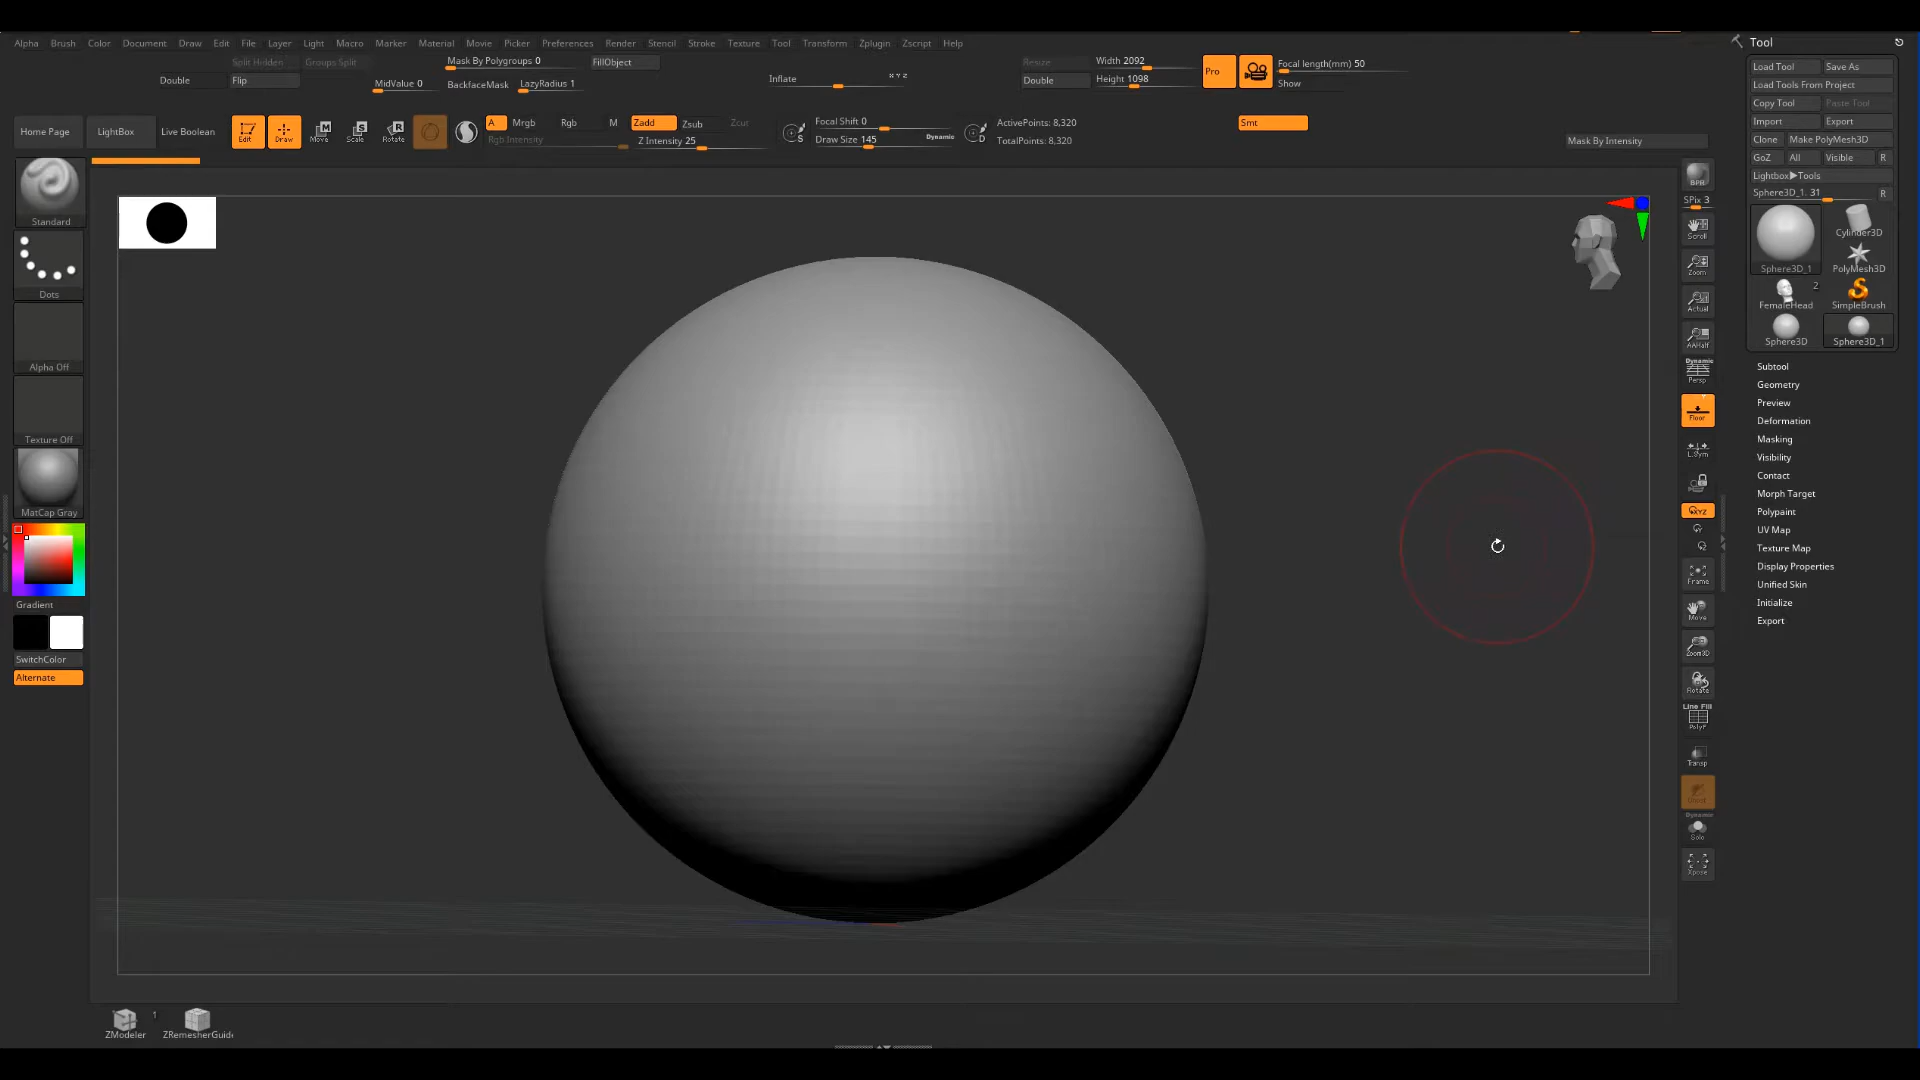 Alpha Brush Color Document Draw Edit File Layer Light Macro Marker Material Movie Picker Preferences Render Stencil Stroke Texture Tool Transform Zplugin Zscript Help
Split Hidden Groups Split Mask By Polygroups 0 FillObject
Double Flip MidValue 0 BackfaceMask LazyRadius 1
Inflate X Y Z
Resize Width 2092
Double Height 1098
Pro
Focal length(mm) 50
Show
Home Page LightBox Live Boolean
Edit Draw Move Scale Rotate
A Mrgb Rgb M Zadd Zsub Zcut
Rgb Intensity Z Intensity 25
S
Focal Shift 0
Draw Size 145 Dynamic
D
ActivePoints: 8,320
TotalPoints: 8,320
Smt
Mask By Intensity
Standard
Dots
Alpha Off
Texture Off
MatCap Gray
Gradient
SwitchColor
Alternate
ZModeler
1
ZRemesherGuide
BPR
SPix 3
Scroll
Zoom
Actual
AAHalf
Dynamic
Persp
Floor
L.Sym
XYZ
Y
Z
Frame
Move
Zoom3D
Rotate
Line Fill
PolyF
Transp
Ghost
Dynamic
Solo
Xpose
Tool
Load Tool Save As
Load Tools From Project
Copy Tool Paste Tool
Import Export
Clone Make PolyMesh3D
GoZ All Visible R
Lightbox▶Tools
Sphere3D_1. 31 R
Sphere3D_1
Cylinder3D
PolyMesh3D
2
FemaleHead SimpleBrush
Sphere3D Sphere3D_1
Subtool
Geometry
Preview
Deformation
Masking
Visibility
Contact
Morph Target
Polypaint
UV Map
Texture Map
Display Properties
Unified Skin
Initialize
Export